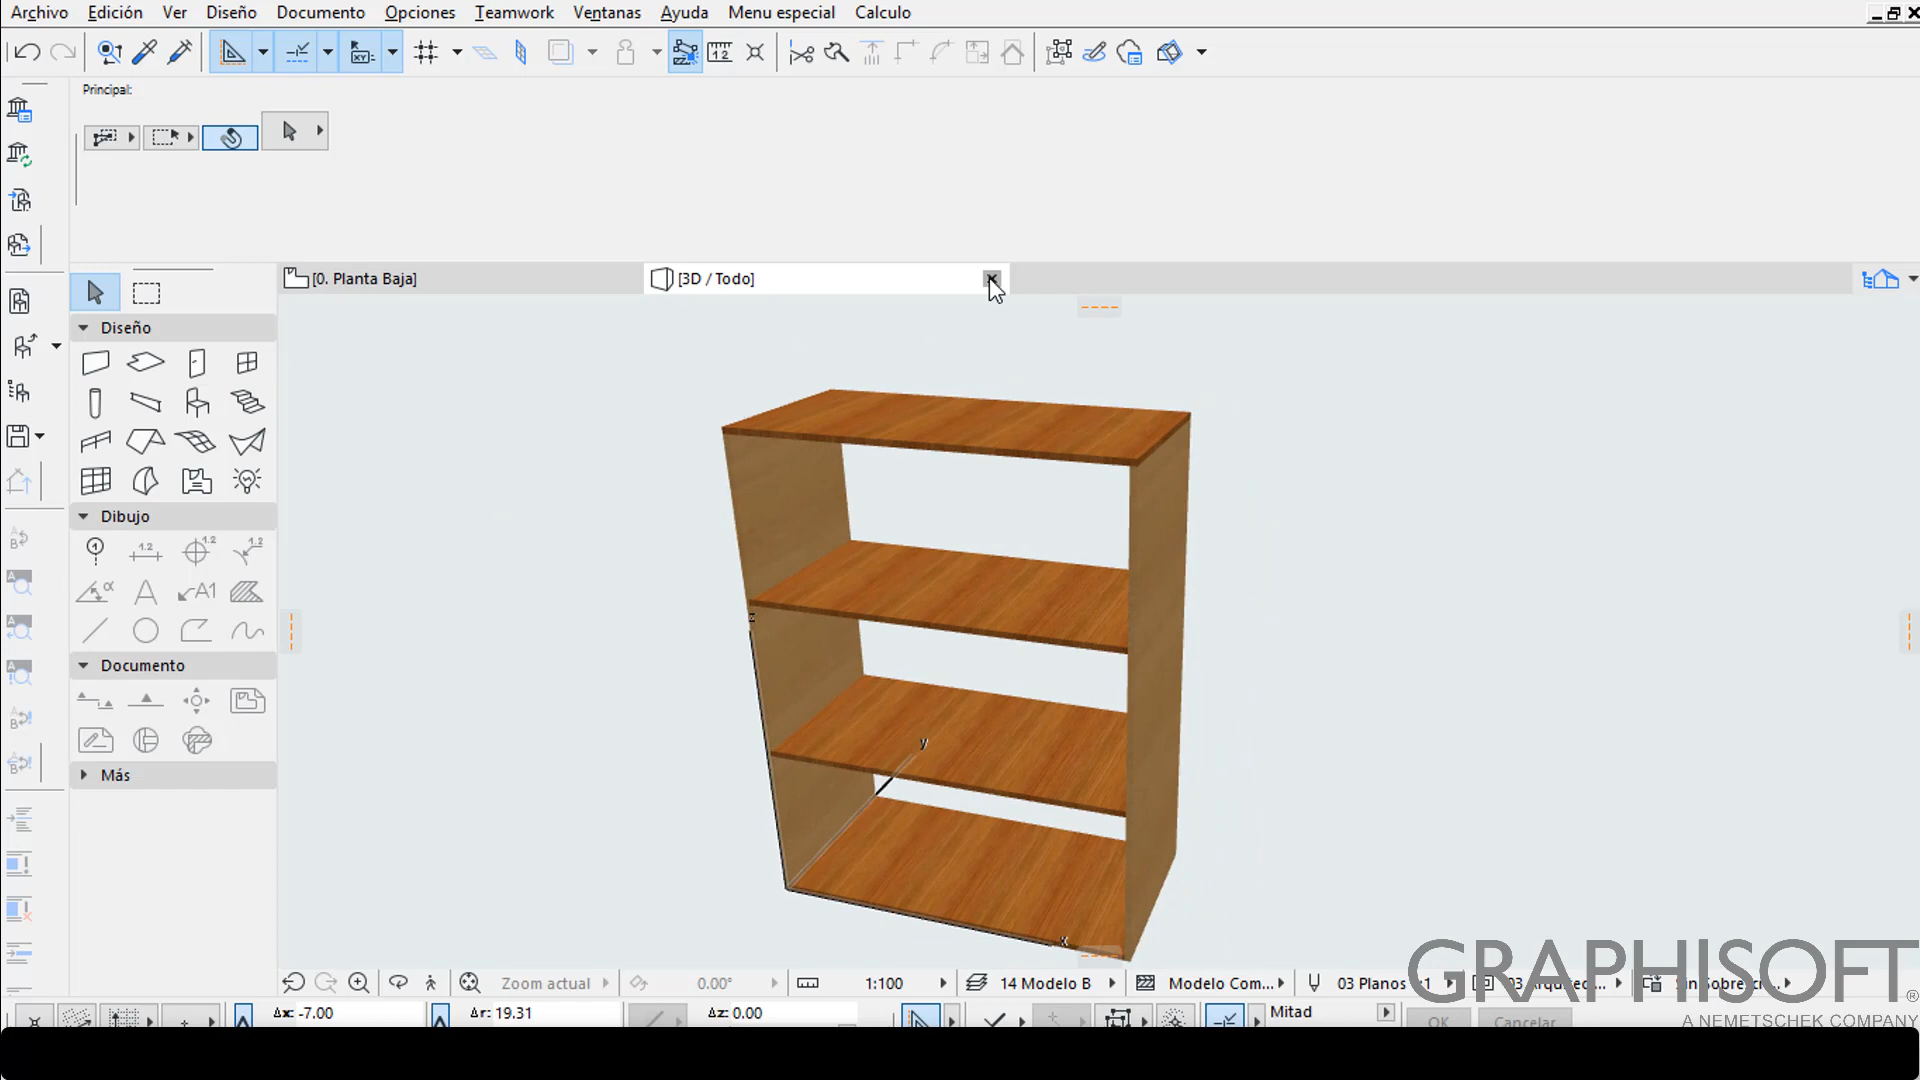 Archivo Edición Ver Diseño Documento Opciones Teamwork Ventanas Ayuda Menu especial Calculo
Principal:
[0. Planta Baja] [3D / Todo]
Diseño
Dibujo
Documento
Más
z
y
x
Zoom actual 0.00° 1:100 14 Modelo B Modelo Com... 03 Planos
Δx: -7.00 Δr: 19.31 Δz: 0.00 Mitad OK Cancelar
GRAPHISOFT®
A NEMETSCHEK COMPANY